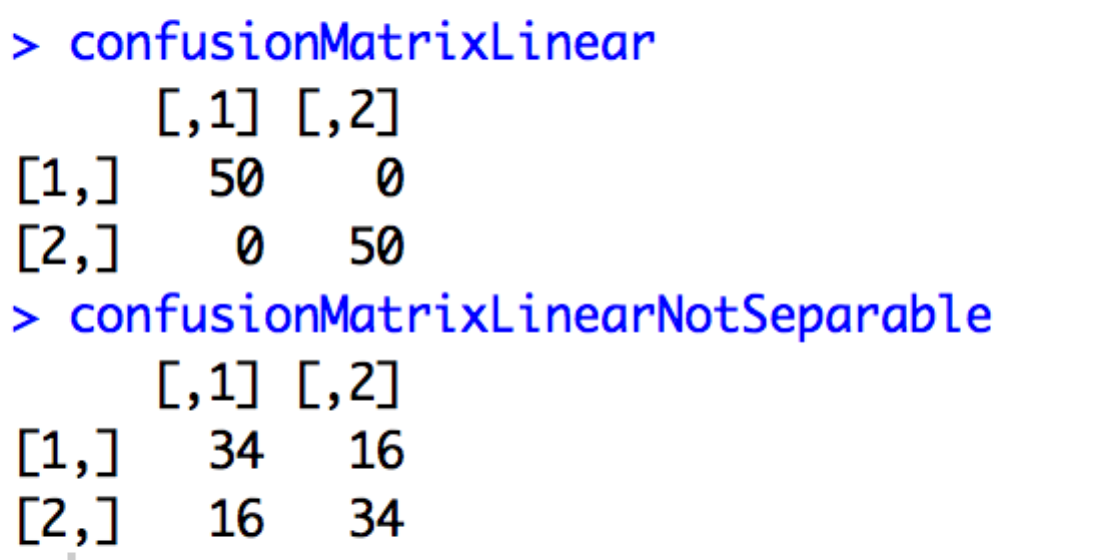 > confusionMatrixLinear
[,1] [,2]
[1,] 50 0
[2,] 0 50
> confusionMatrixLinearNotSeparable
[,1] [,2]
[1,] 34 16
[2,] 16 34